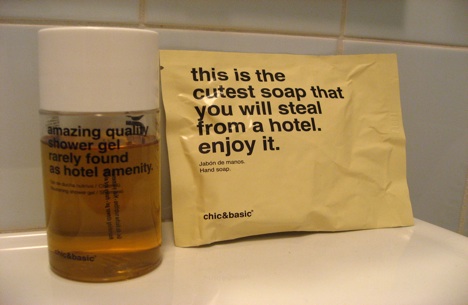 amazing quality
shower gel
rarely found
as hotel amenity.
chic&basic
this is the
cutest soap that
you will steal
from a hotel.
enjoy it.
Jabón de manos.
Hand soap.
chic&basic